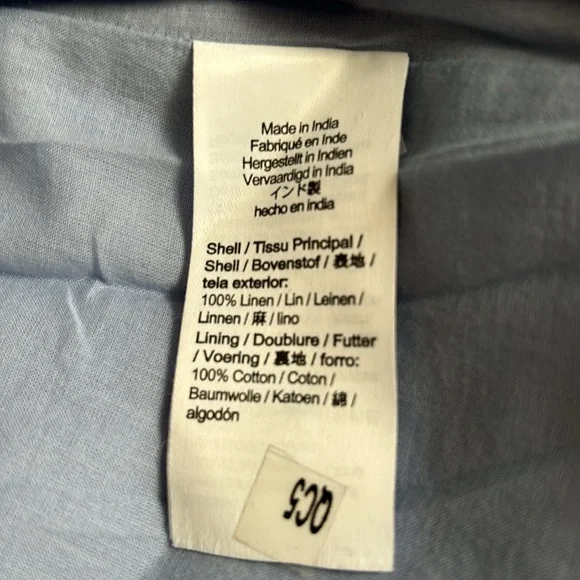 Made in India
Fabriqué en Inde
Hergestellt in Indien
Vervaardigd in India
インド製
hecho en india
Shell / Tissu Principal /
Shell / Bovenstof / 表地 /
tela exterior:
100% Linen / Lin / Leinen /
Linnen / 麻 / lino
Lining / Doublure / Futter
/ Voering / 裏地 / forro:
100% Cotton / Coton /
Baumwolle / Katoen / 綿 /
algodón
QC5